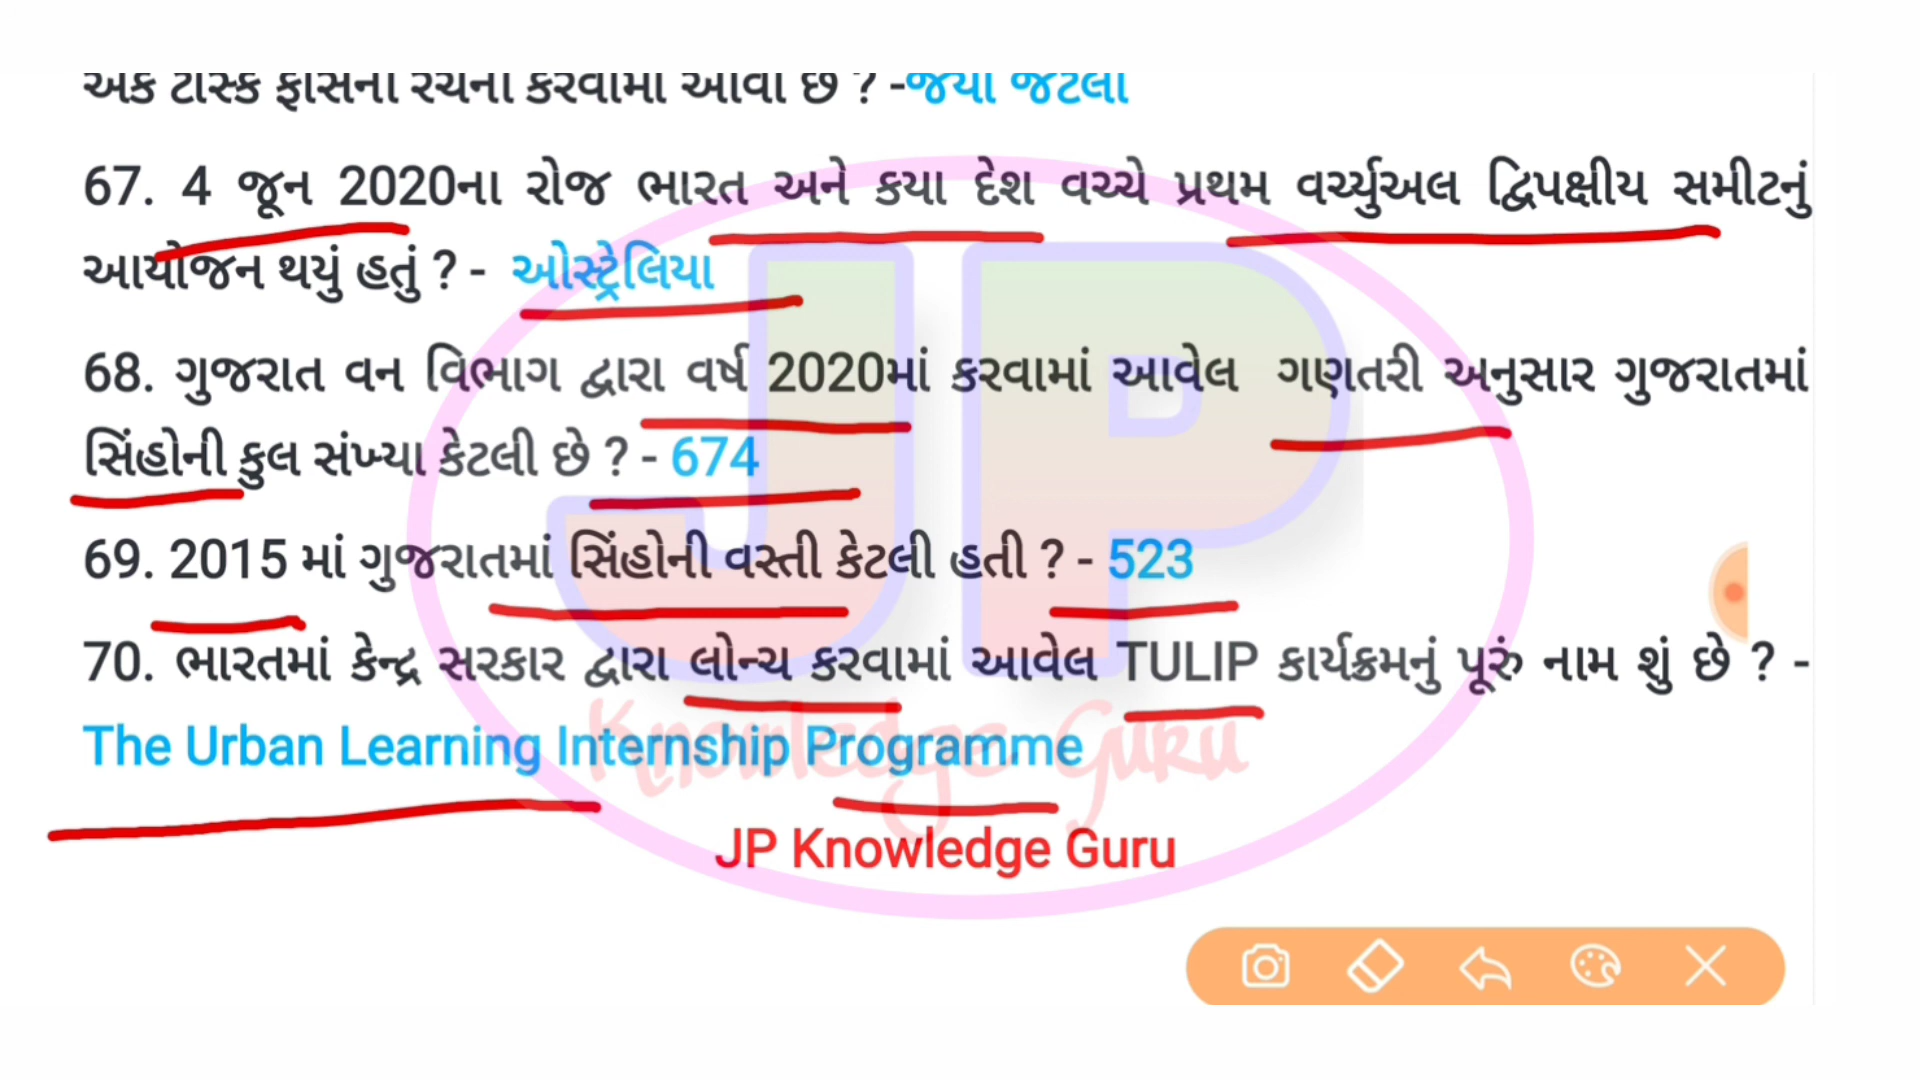 એક ટાસ્ક ફોર્સની રચના કરવામાં આવી છે ? -જયા જેટલી
67. 4 જૂન 2020ના રોજ ભારત અને કયા દેશ વચ્ચે પ્રથમ વર્ચ્યુઅલ દ્વિપક્ષીય સમીટનું
આયોજન થયું હતું ? - ઓસ્ટ્રેલિયા
68. ગુજરાત વન વિભાગ દ્વારા વર્ષ 2020માં કરવામાં આવેલ ગણતરી અનુસાર ગુજરાતમાં
સિંહોની કુલ સંખ્યા કેટલી છે ? - 674
69. 2015 માં ગુજરાતમાં સિંહોની વસ્તી કેટલી હતી ? - 523
70. ભારતમાં કેન્દ્ર સરકાર દ્વારા લોન્ચ કરવામાં આવેલ TULIP કાર્યક્રમનું પૂરું નામ શું છે ? -
The Urban Learning Internship Programme
JP Knowledge Guru
JP
Knowledge Guru